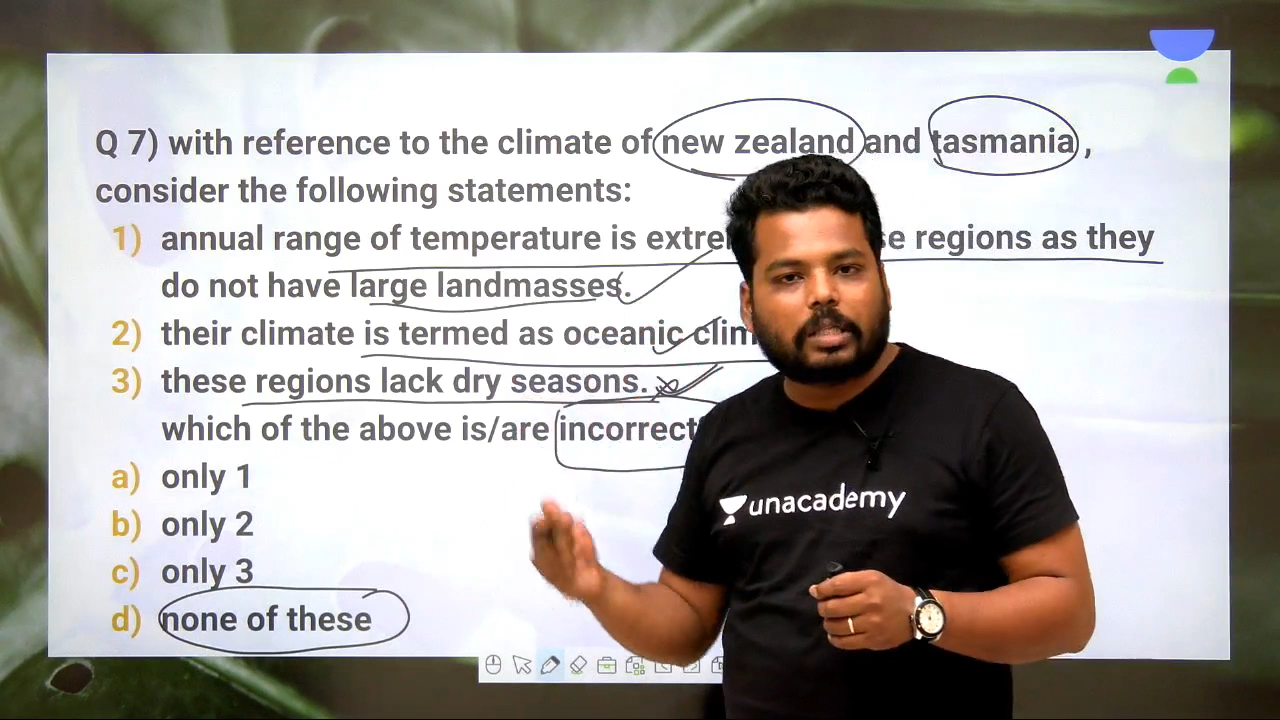 Q 7) with reference to the climate of new zealand and tasmania ,
consider the following statements:
1) annual range of temperature is regions as they
do not have large landmasses.
2) their climate is termed as oceanic
3) these regions lack dry seasons.
which of the above is/are incorrect
a) only 1
b) only 2
c) only 3
d) none of these
unacademy